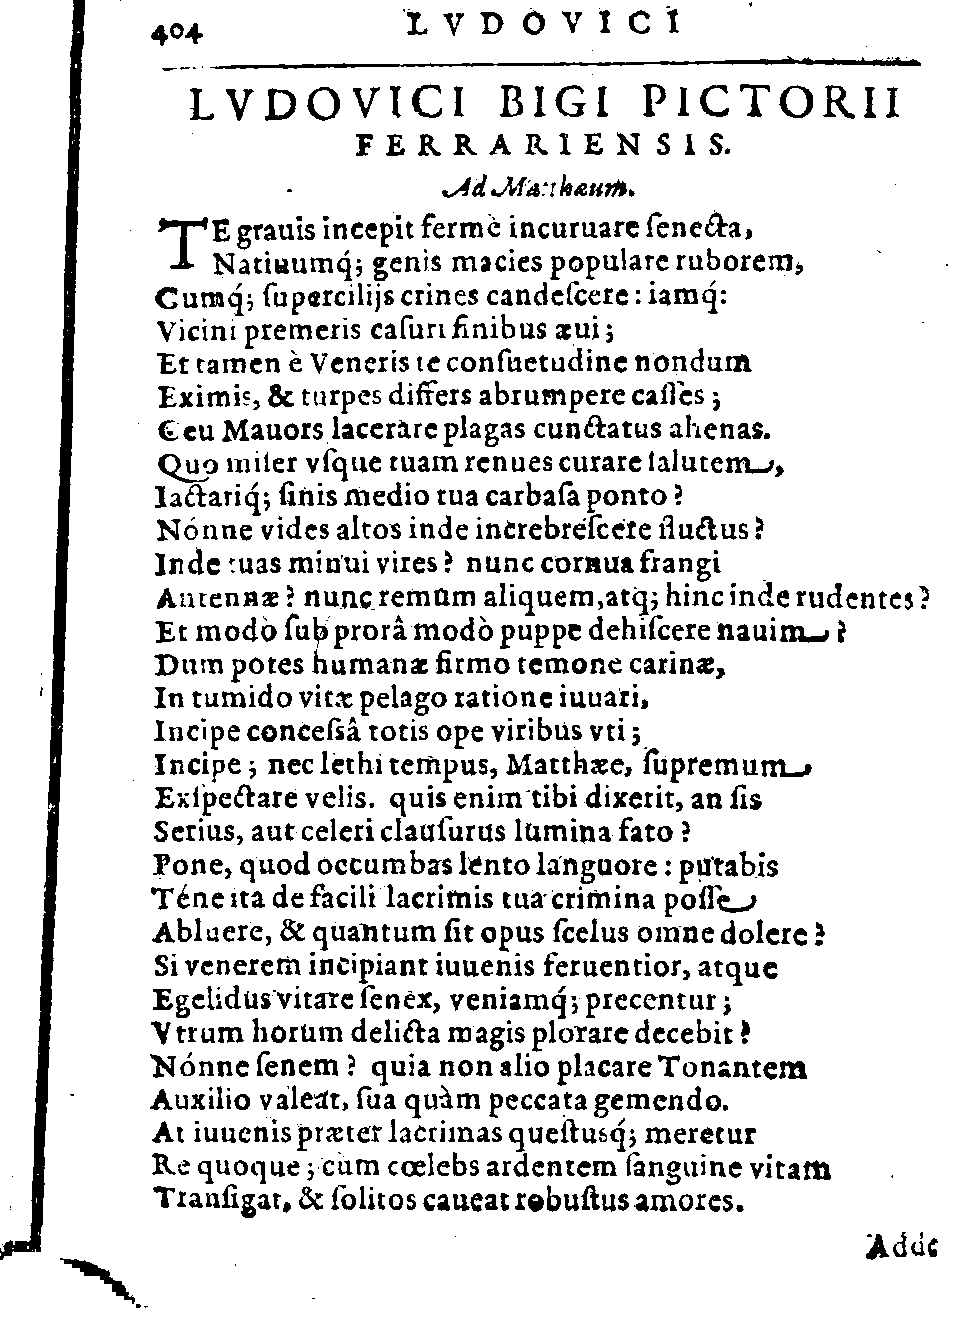 404 LVDOVICI
LVDOVICI BIGI PICTORII
FERRARIENSIS.
Ad Matthæum.
TE grauis incepit fermè incuruare ſenecta,
Natiuumq́; genis macies populare ruborem,
Cumq́; ſupercilijs crines candeſcere: iamq́:
Vicini premeris caſuri finibus æui;
Et tamen è Veneris te conſuetudine nondum
Eximis, & turpes differs abrumpere caſſes;
Ceu Mauors lacerare plagas cunctatus ahenas.
Quo miſer vſque tuam renues curare ſalutem,
Iactariq́; ſinis medio tua carbaſa ponto?
Nónne vides altos inde increbreſcere fluctus?
Inde tuas minui vires? nunc cornua frangi
Antennæ? nunc remum aliquem, atq; hinc inde rudentes?
Et modò ſub prorâ modò puppe dehiſcere nauim?
Dum potes humanæ firmo temone carinæ,
In tumido vitæ pelago ratione iuuari,
Incipe conceſsâ totis ope viribus vti;
Incipe; nec lethi tempus, Matthæe, ſupremum
Exſpectare velis. quis enim tibi dixerit, an ſis
Serius, aut celeri clauſurus lumina fato?
Pone, quod occumbas lento languore: putabis
Téne ita de facili lacrimis tua crimina poſſe
Abluere, & quantum ſit opus ſcelus omne dolere?
Si venerem incipiant iuuenis feruentior, atque
Egelidus vitare ſenex, veniamq́; precentur;
Vtrum horum delicta magis plorare decebit?
Nónne ſenem? quia non alio placare Tonantem
Auxilio valeat, ſua quàm peccata gemendo.
At iuuenis præter lacrimas queſtusq́; meretur
Re quoque; cùm cœlebs ardentem ſanguine vitam
Tranſigat, & ſolitos caueat robuſtus amores.
Adde